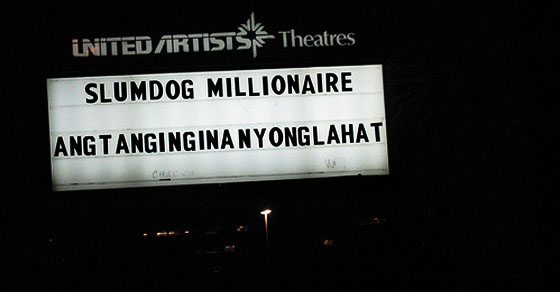 UNITED ARTISTS Theatres
SLUMDOG MILLIONAIRE
ANGTANGINGINANYONGLAHAT